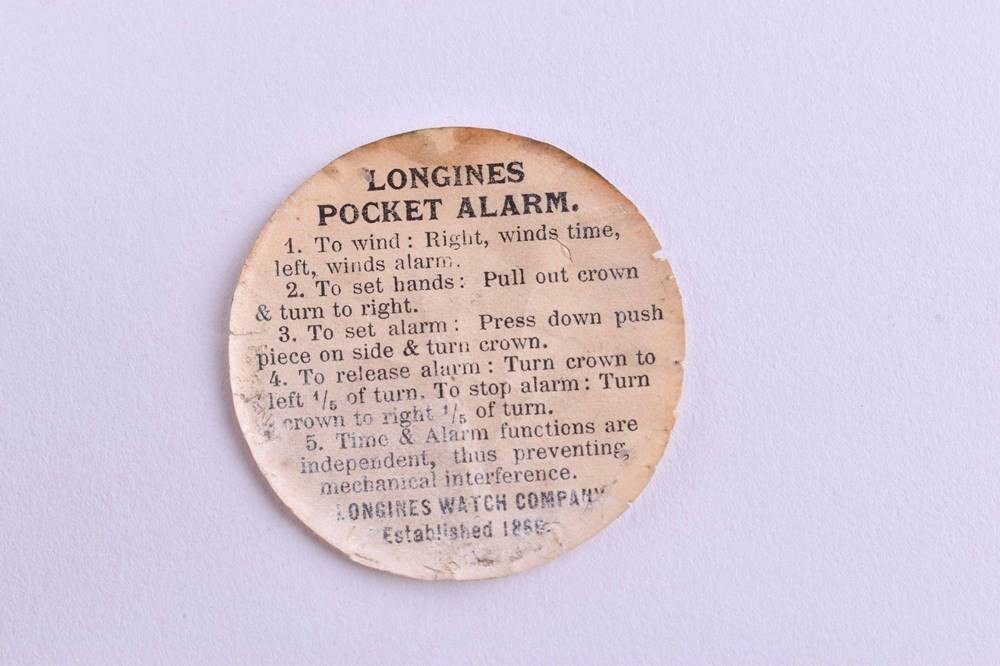 LONGINES
POCKET ALARM.
1. To wind : Right, winds time,
left, winds alarm.
2. To set hands : Pull out crown
& turn to right.
3. To set alarm : Press down push
piece on side & turn crown.
4. To release alarm : Turn crown to
left 1/5 of turn. To stop alarm : Turn
crown to right 1/5 of turn.
5. Time & Alarm functions are
independent, thus preventing,
mechanical interference.
LONGINES WATCH COMPANY
Established